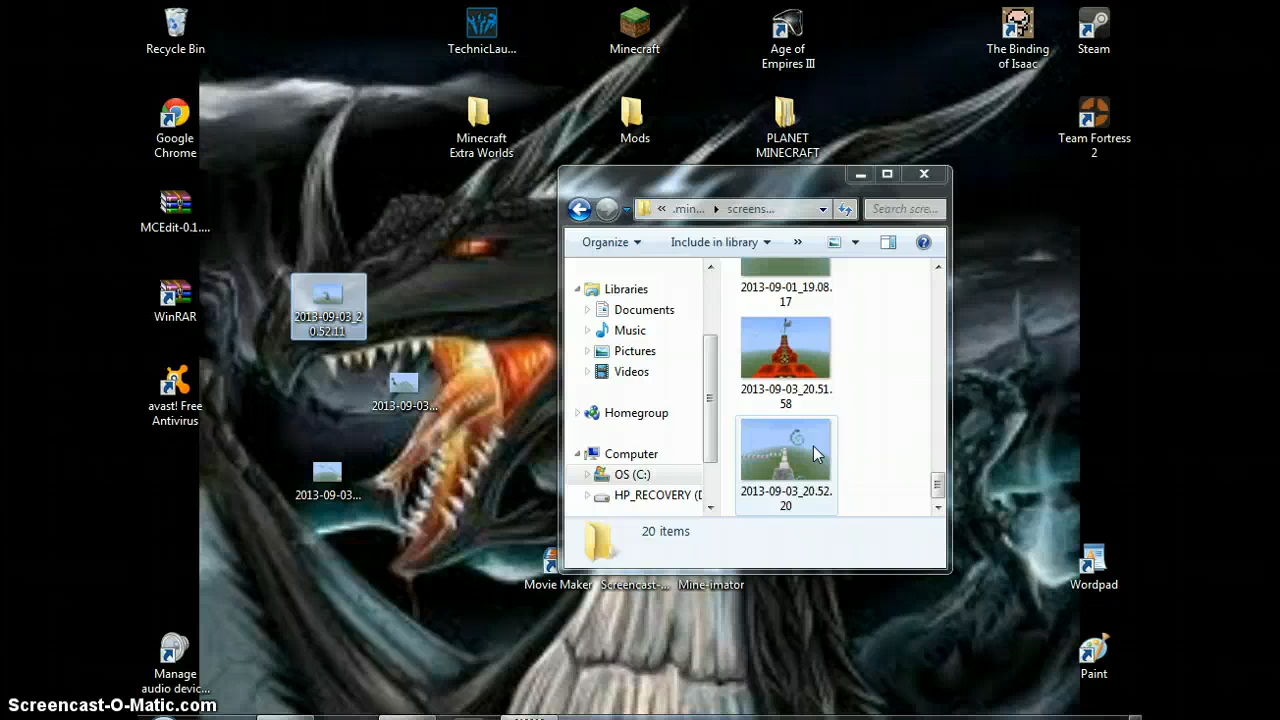 Recycle Bin
TechnicLau...
Minecraft
Age of
Empires III
The Binding
of Isaac
Steam
Google
Chrome
Minecraft
Extra Worlds
Mods
PLANET
MINECRAFT
Team Fortress
2
MCEdit-0.1....
WinRAR
avast! Free
Antivirus
2013-09-03_2
0.52.11
2013-09-03...
2013-09-03...
« .min... screens...
Search scre...
Organize
Include in library
»
Libraries
Documents
Music
Pictures
Videos
Homegroup
Computer
OS (C:)
HP_RECOVERY (D
2013-09-01_19.08.
17
2013-09-03_20.51.
58
2013-09-03_20.52.
20
20 items
Movie Maker
Screencast-...
Mine-imator
Wordpad
Manage
audio devic...
Paint
Screencast-O-Matic.com